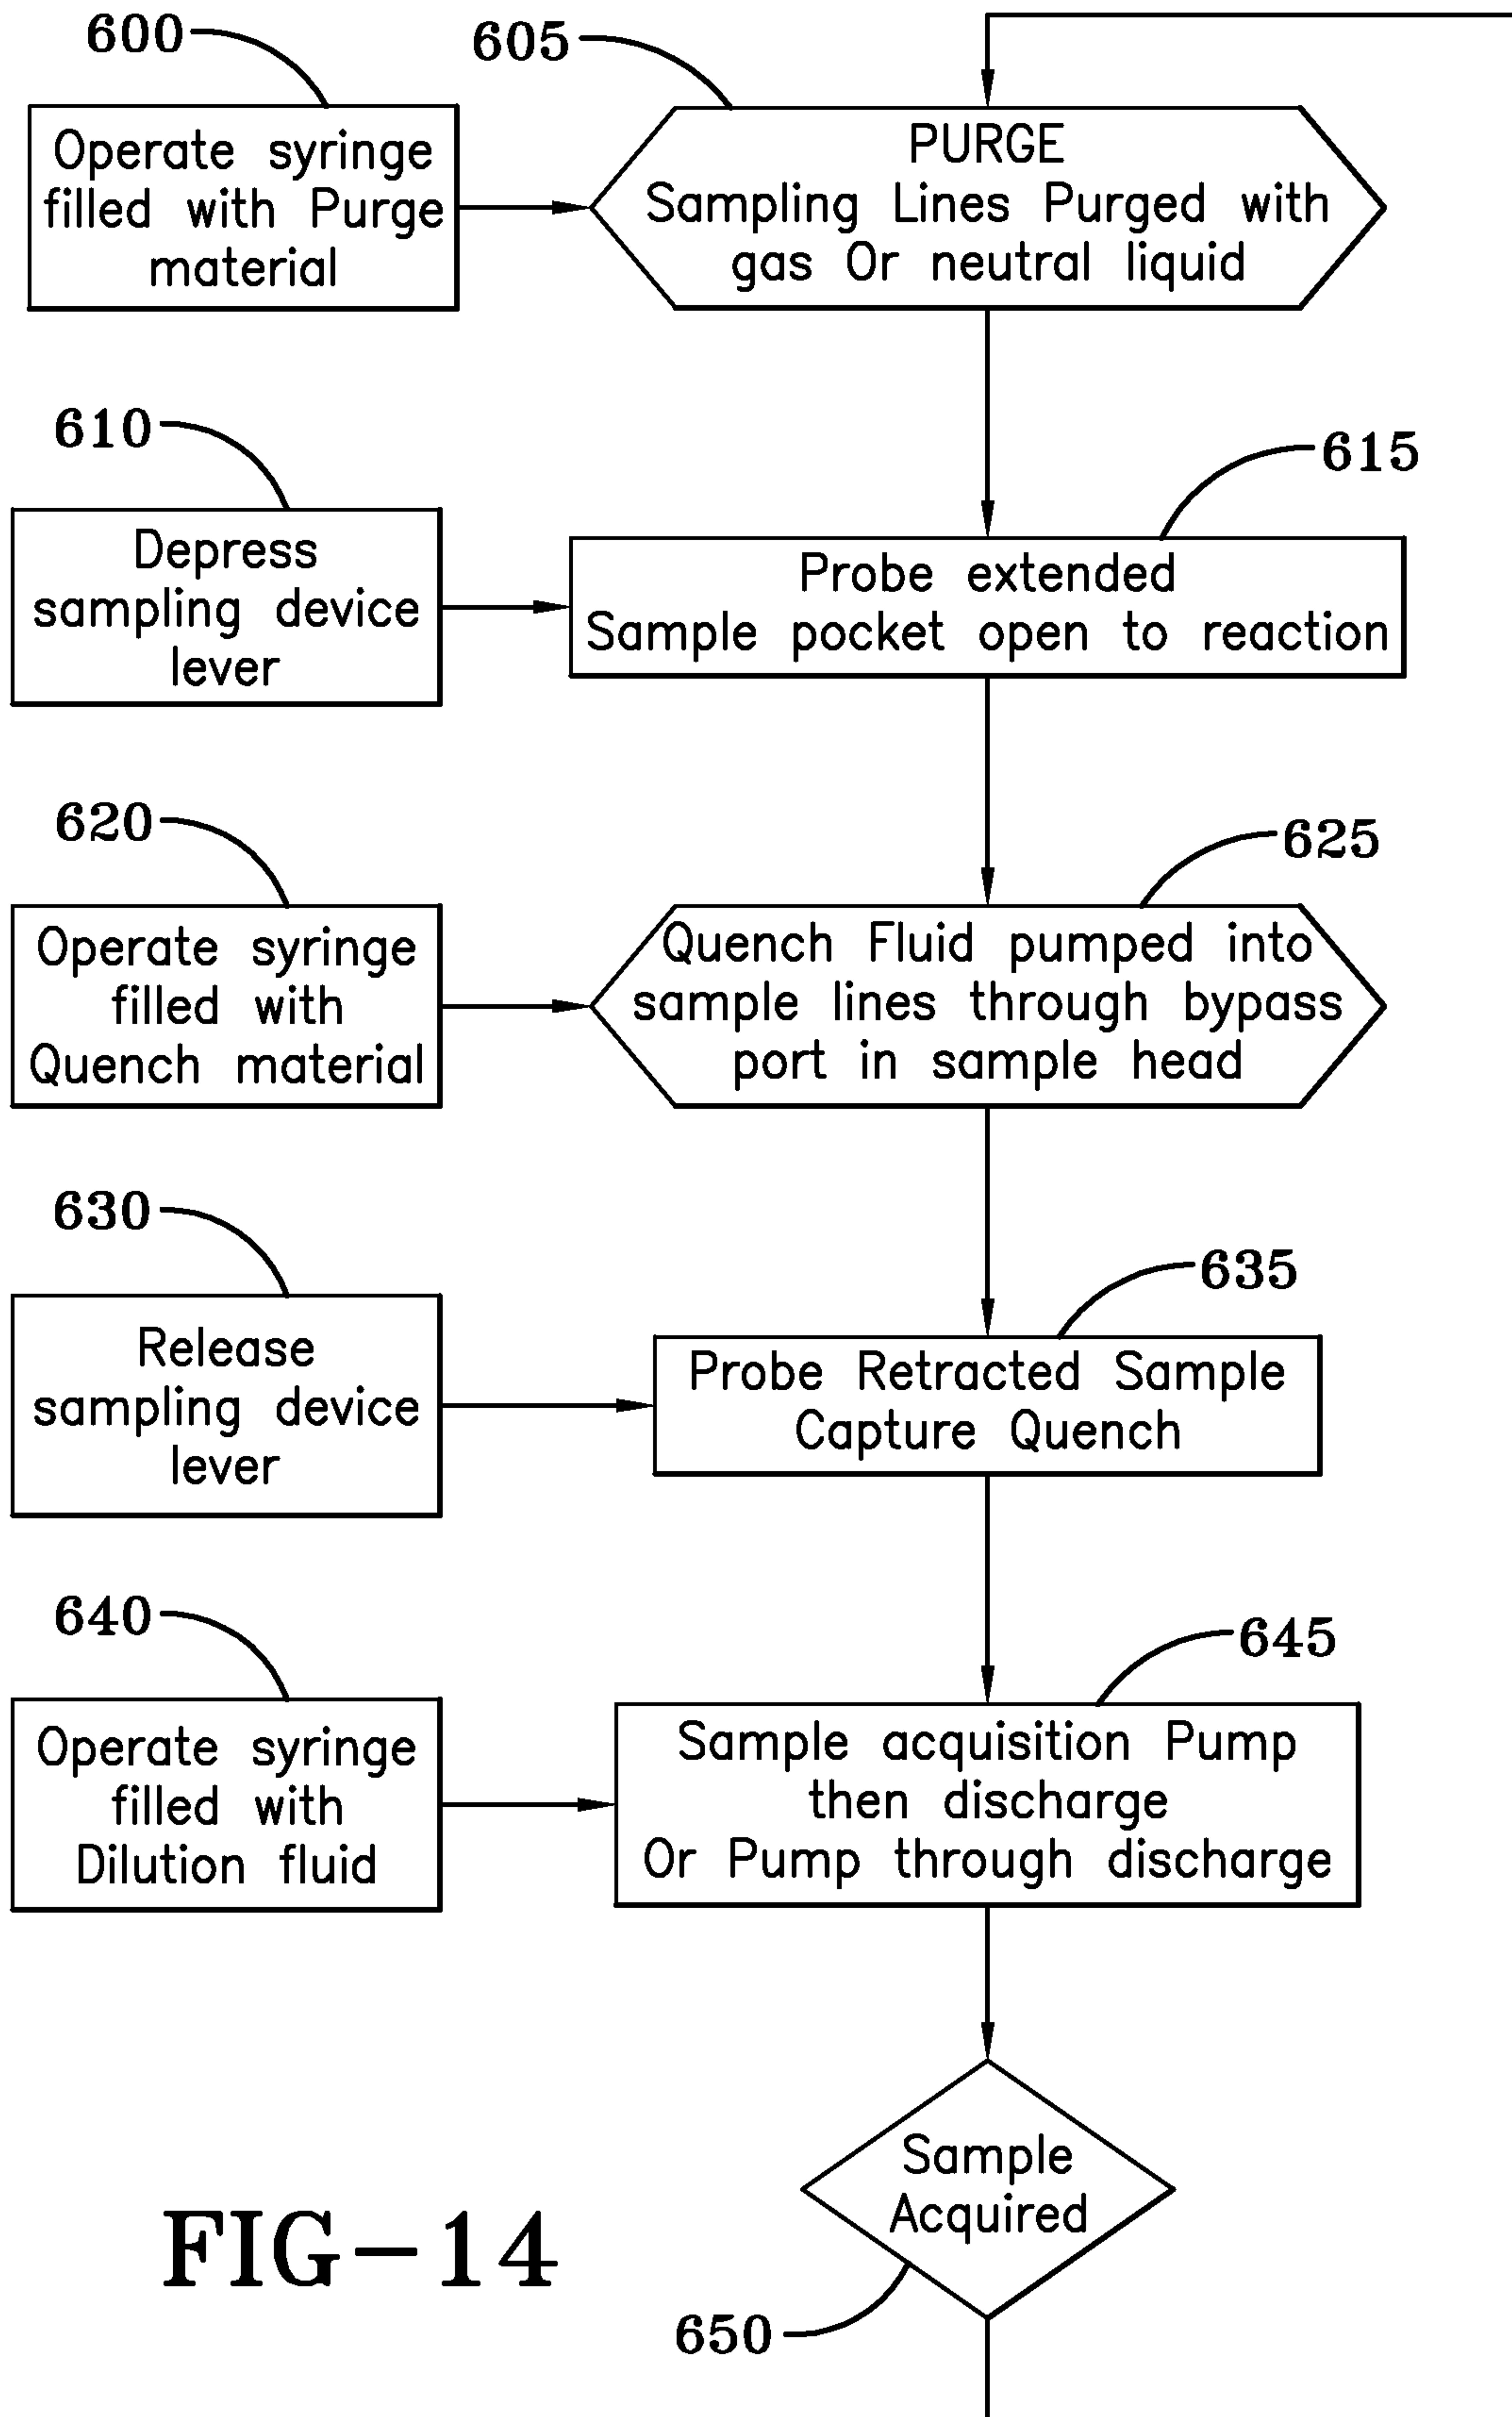 600
605
Operate syringe
filled with Purge
material
PURGE
Sampling Lines Purged with
gas Or neutral liquid
610
615
Depress
sampling device
lever
Probe extended
Sample pocket open to reaction
620
625
Operate syringe
filled with
Quench material
Quench Fluid pumped into
sample lines through bypass
port in sample head
630
635
Release
sampling device
lever
Probe Retracted Sample
Capture Quench
640
645
Operate syringe
filled with
Dilution fluid
Sample acquisition Pump
then discharge
Or Pump through discharge
Sample
Acquired
650
FIG-14